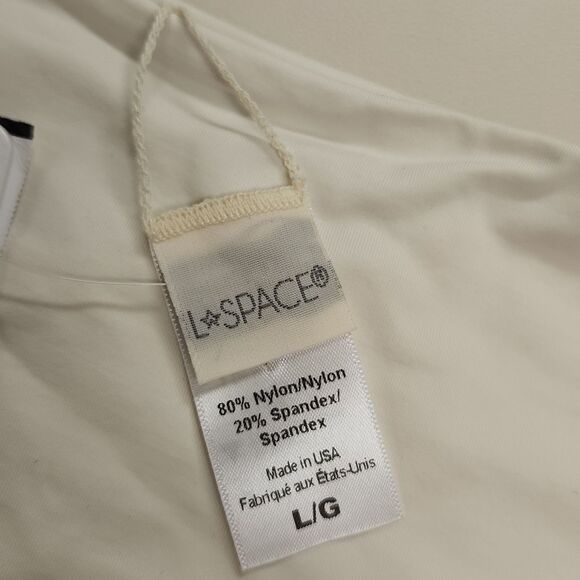 L☆SPACE®
80% Nylon/Nylon
20% Spandex/
Spandex
Made in USA
Fabriqué aux États-Unis
L/G